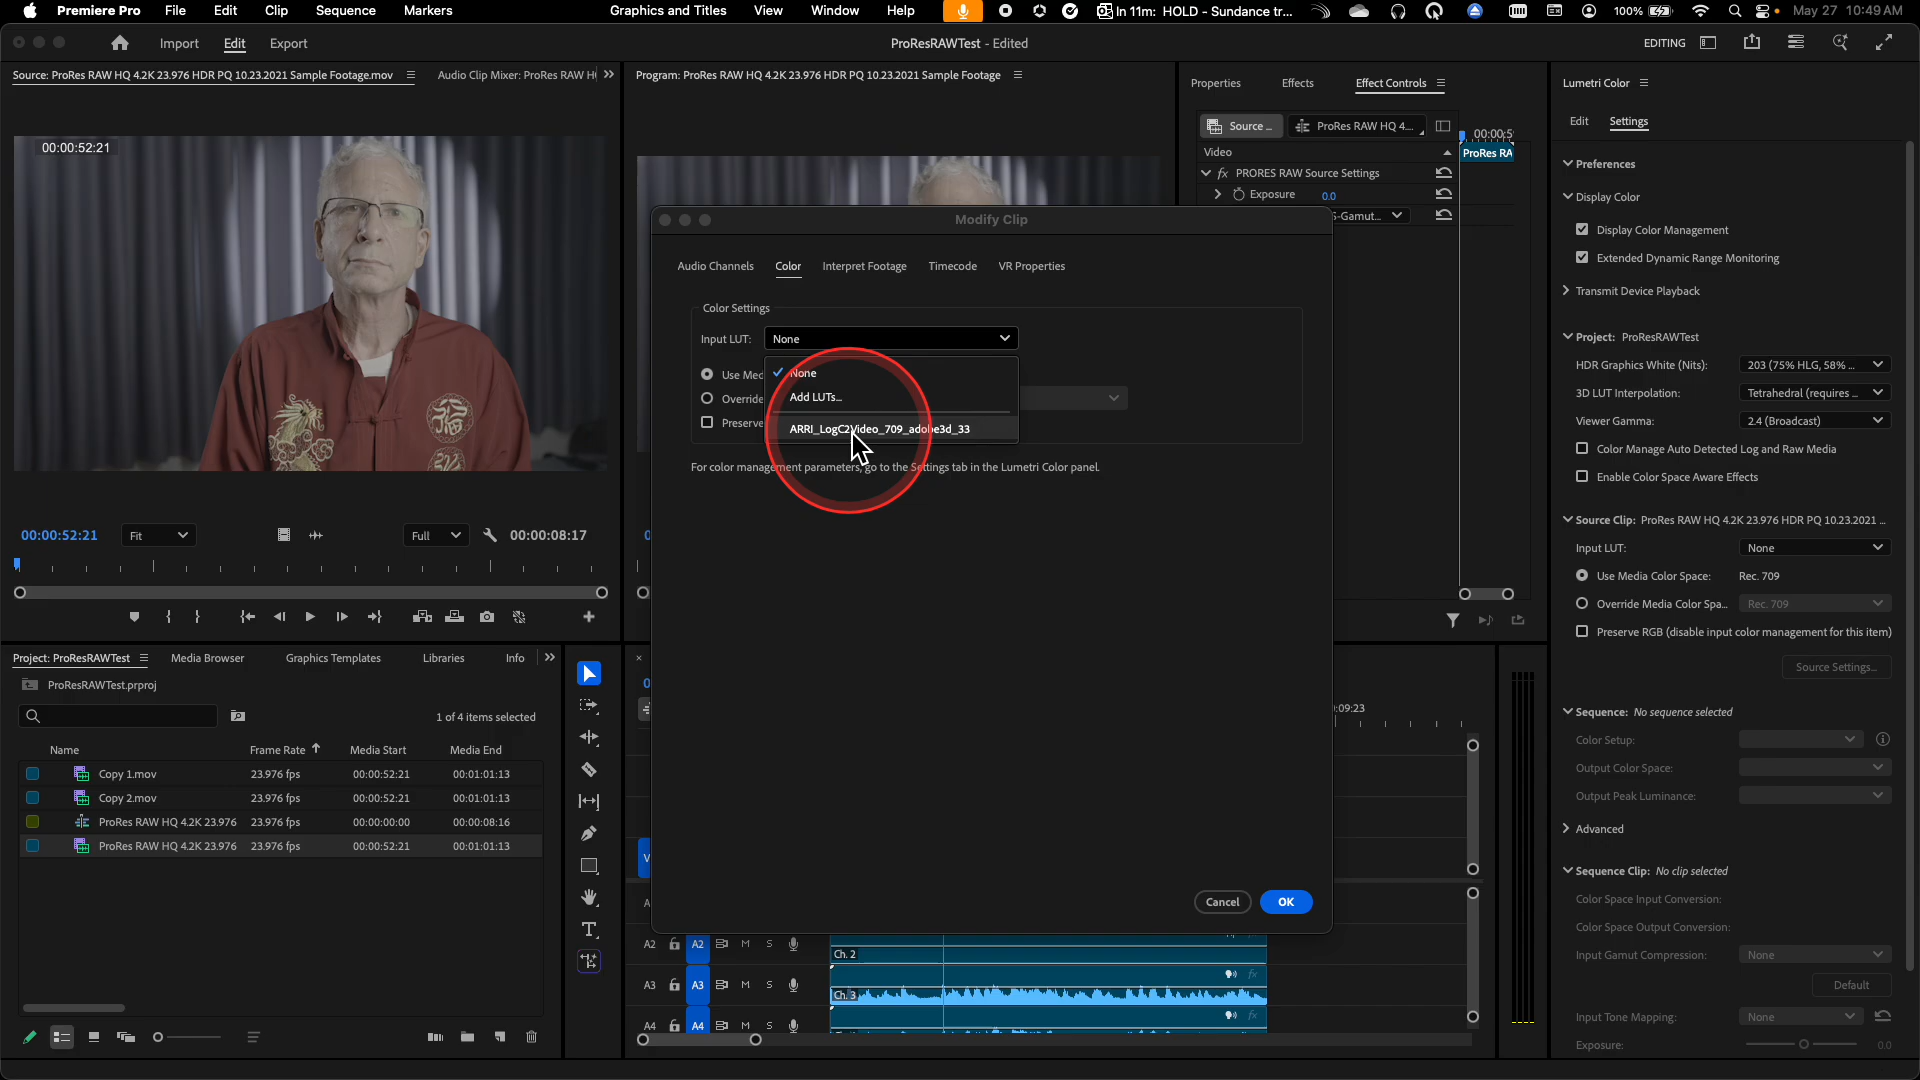 Premiere Pro File Edit Clip Sequence Markers Graphics and Titles View Window Help In 11m: HOLD - Sundance tr... 100% May 27 10:49 AM
Import Edit Export ProResRAWTest - Edited EDITING
Source: ProRes RAW HQ 4.2K 23.976 HDR PQ 10.23.2021 Sample Footage.mov Audio Clip Mixer: ProRes RAW H
Program: ProRes RAW HQ 4.2K 23.976 HDR PQ 10.23.2021 Sample Footage
Properties Effects Effect Controls
Lumetri Color
Edit Settings
Source ... ProRes RAW HQ 4.... 00:00:5
Video ProRes RA
fx PRORES RAW Source Settings
Exposure 0.0
-Gamut...
00:00:52:21
Preferences
Display Color
Display Color Management
Extended Dynamic Range Monitoring
Transmit Device Playback
Project: ProResRAWTest
HDR Graphics White (Nits): 203 (75% HLG, 58% ...
3D LUT Interpolation: Tetrahedral (requires ...
Viewer Gamma: 2.4 (Broadcast)
Color Manage Auto Detected Log and Raw Media
Enable Color Space Aware Effects
Source Clip: ProRes RAW HQ 4.2K 23.976 HDR PQ 10.23.2021 ...
Input LUT: None
Use Media Color Space: Rec. 709
Override Media Color Spa... Rec. 709
Preserve RGB (disable input color management for this item)
Source Settings...
Sequence: No sequence selected
Color Setup:
Output Color Space:
Output Peak Luminance:
Advanced
Sequence Clip: No clip selected
Color Space Input Conversion:
Color Space Output Conversion:
Input Gamut Compression: None
Default
Input Tone Mapping: None
Exposure: 0.0
Modify Clip
Audio Channels Color Interpret Footage Timecode VR Properties
Color Settings
Input LUT: None
Use Med
None
Override
Add LUTs...
Preserve
ARRI_LogC2Video_709_adobe3d_33
For color management parameters, go to the Settings tab in the Lumetri Color panel.
Cancel OK
00:00:52:21 Fit Full 00:00:08:17
Project: ProResRAWTest Media Browser Graphics Templates Libraries Info
ProResRAWTest.prproj
1 of 4 items selected
Name Frame Rate Media Start Media End
Copy 1.mov 23.976 fps 00:00:52:21 00:01:01:13
Copy 2.mov 23.976 fps 00:00:52:21 00:01:01:13
ProRes RAW HQ 4.2K 23.976 23.976 fps 00:00:00:00 00:00:08:16
ProRes RAW HQ 4.2K 23.976 23.976 fps 00:00:52:21 00:01:01:13
:09:23
A2 A2 M S Ch. 2
A3 A3 M S Ch. 3 fx
A4 A4 M S fx